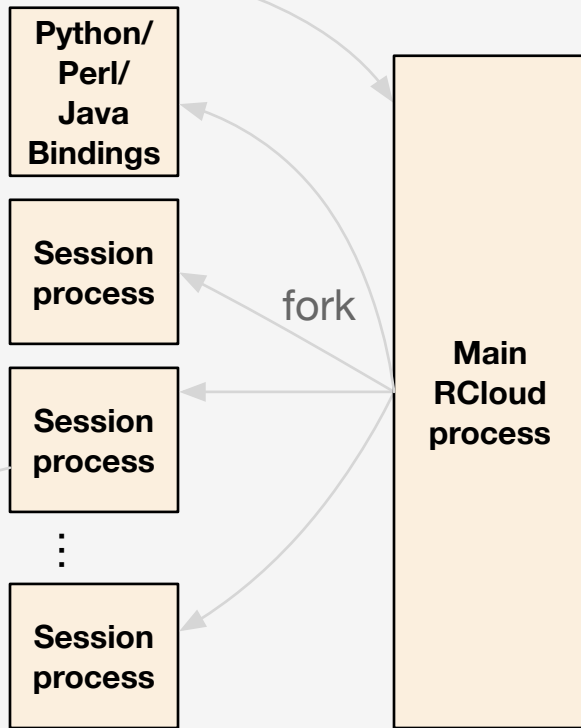 Python/
Perl/
Java
Bindings
Session
process
fork
Session
process
⋮
Session
process
Main
RCloud
process